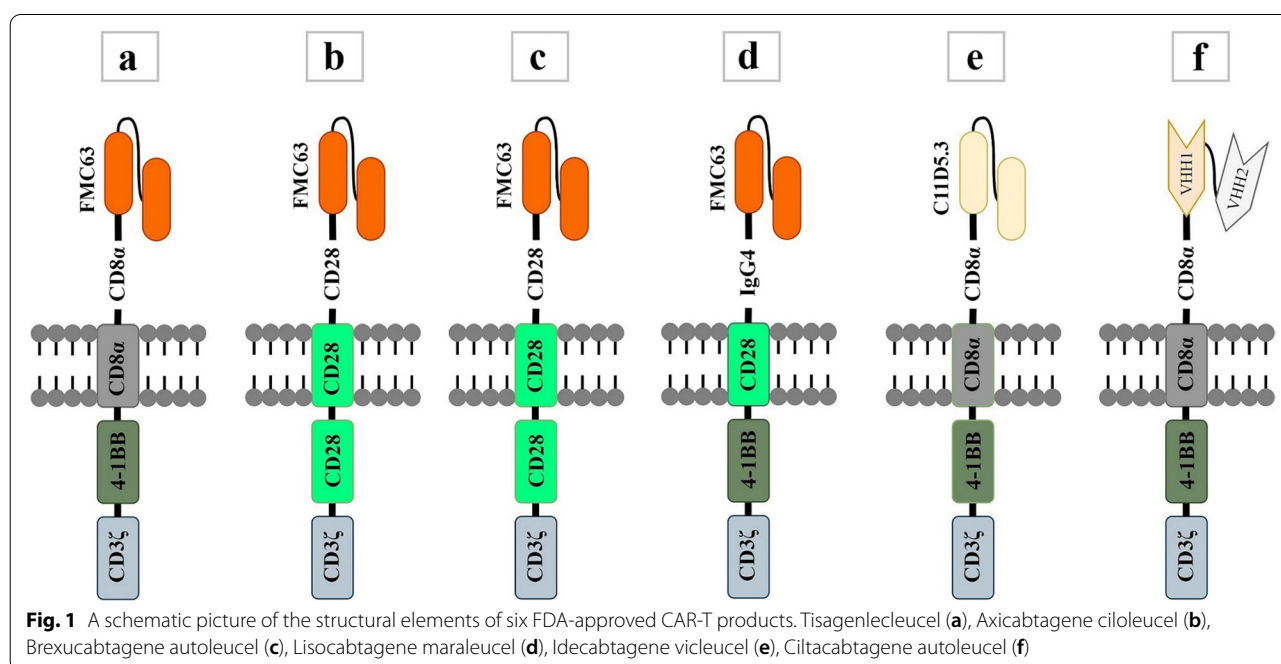 a b c d e f
FMC63 FMC63 FMC63 FMC63 C11D5.3 VHH1 VHH2
CD8α CD28 CD28 IgG4 CD8α CD8α
CD8α CD28 CD28 CD28 CD8α CD8α
4-1BB CD28 CD28 4-1BB 4-1BB 4-1BB
CD3ζ CD3ζ CD3ζ CD3ζ CD3ζ CD3ζ
Fig. 1 A schematic picture of the structural elements of six FDA-approved CAR-T products. Tisagenlecleucel (a), Axicabtagene ciloleucel (b),
Brexucabtagene autoleucel (c), Lisocabtagene maraleucel (d), Idecabtagene vicleucel (e), Ciltacabtagene autoleucel (f)